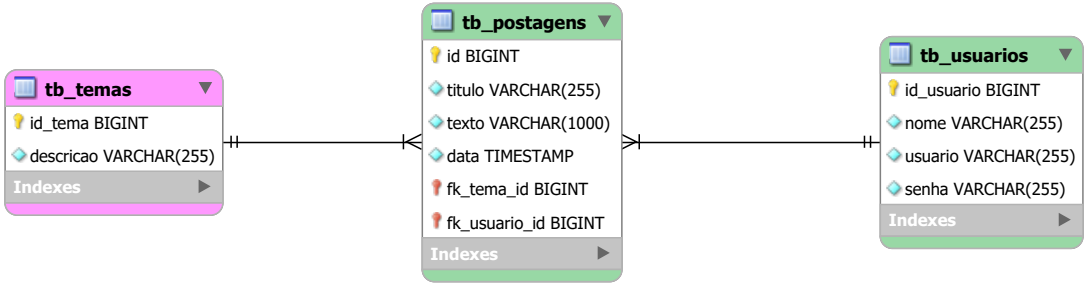 tb_temas
id_tema BIGINT
descricao VARCHAR(255)
Indexes
tb_postagens
id BIGINT
titulo VARCHAR(255)
texto VARCHAR(1000)
data TIMESTAMP
fk_tema_id BIGINT
fk_usuario_id BIGINT
Indexes
tb_usuarios
id_usuario BIGINT
nome VARCHAR(255)
usuario VARCHAR(255)
senha VARCHAR(255)
Indexes